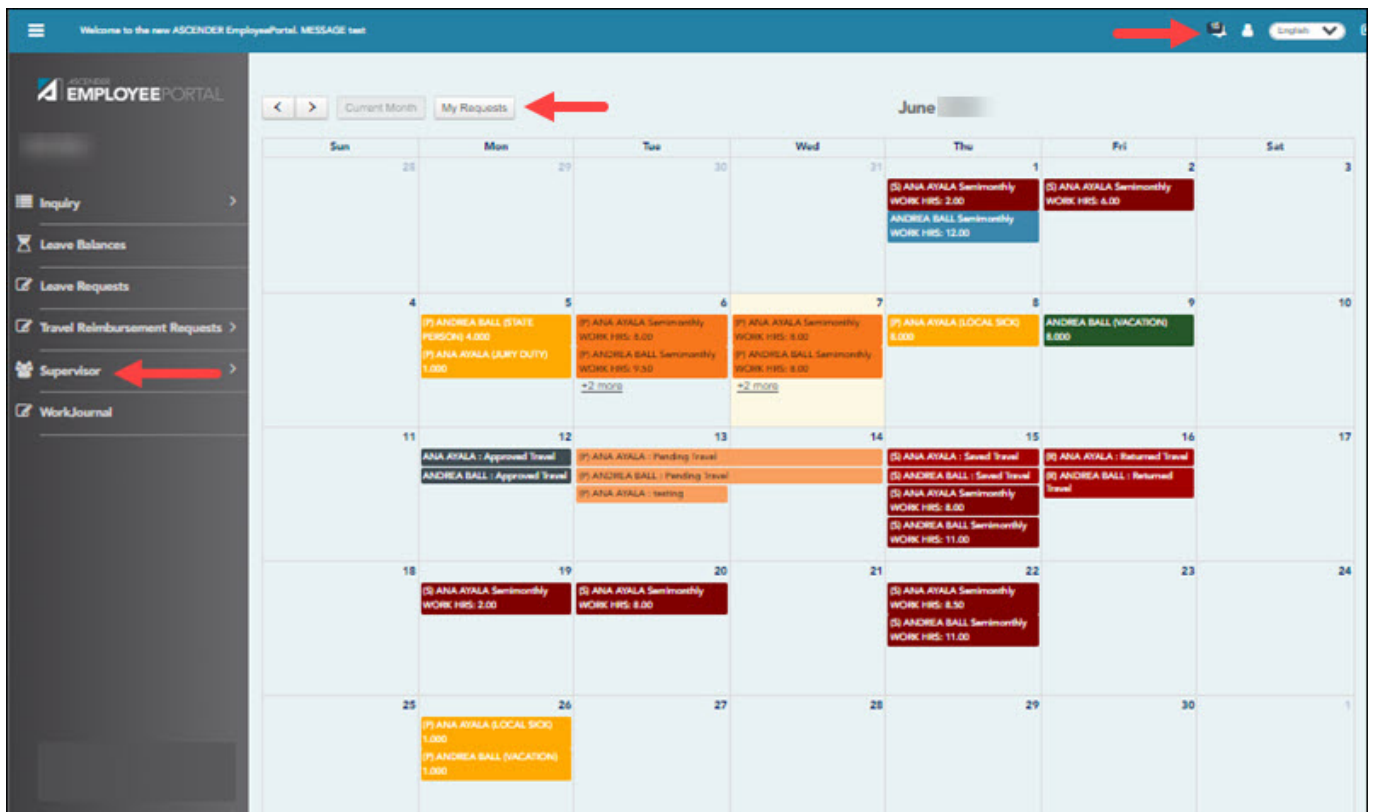 Welcome to the new ASCENDER EmployeePortal. MESSAGE test
English
ASCENDER
EMPLOYEEPORTAL
Inquiry
Leave Balances
Leave Requests
Travel Reimbursement Requests
Supervisor
WorkJournal
Current Month
My Requests
June
Sun Mon Tue Wed Thu Fri Sat
28 29 30 31 1 2 3
(S) ANA AYALA Semimonthly
WORK HRS: 2.00
ANDREA BALL Semimonthly
WORK HRS: 12.00
(S) ANA AYALA Semimonthly
WORK HRS: 6.00
4 5 6 7 8 9 10
(P) ANDREA BALL (STATE
PERSON) 4.000
(P) ANA AYALA (JURY DUTY)
1.000
(P) ANA AYALA Semimonthly
WORK HRS: 8.00
(P) ANDREA BALL Semimonthly
WORK HRS: 9.50
+2 more
(P) ANA AYALA Semimonthly
WORK HRS: 8.00
(P) ANDREA BALL Semimonthly
WORK HRS: 8.00
+2 more
(P) ANA AYALA (LOCAL SICK)
8.000
ANDREA BALL (VACATION)
8.000
11 12 13 14 15 16 17
ANA AYALA : Approved Travel
ANDREA BALL : Approved Travel
(P) ANA AYALA : Pending Travel
(P) ANDREA BALL : Pending Travel
(P) ANA AYALA : testing
(S) ANA AYALA : Saved Travel
(S) ANDREA BALL : Saved Travel
(S) ANA AYALA Semimonthly
WORK HRS: 8.00
(S) ANDREA BALL Semimonthly
WORK HRS: 11.00
(R) ANA AYALA : Returned Travel
(R) ANDREA BALL : Returned
Travel
18 19 20 21 22 23 24
(S) ANA AYALA Semimonthly
WORK HRS: 2.00
(S) ANA AYALA Semimonthly
WORK HRS: 8.00
(S) ANA AYALA Semimonthly
WORK HRS: 8.50
(S) ANDREA BALL Semimonthly
WORK HRS: 11.00
25 26 27 28 29 30 1
(P) ANA AYALA (LOCAL SICK)
1.000
(P) ANDREA BALL (VACATION)
1.000